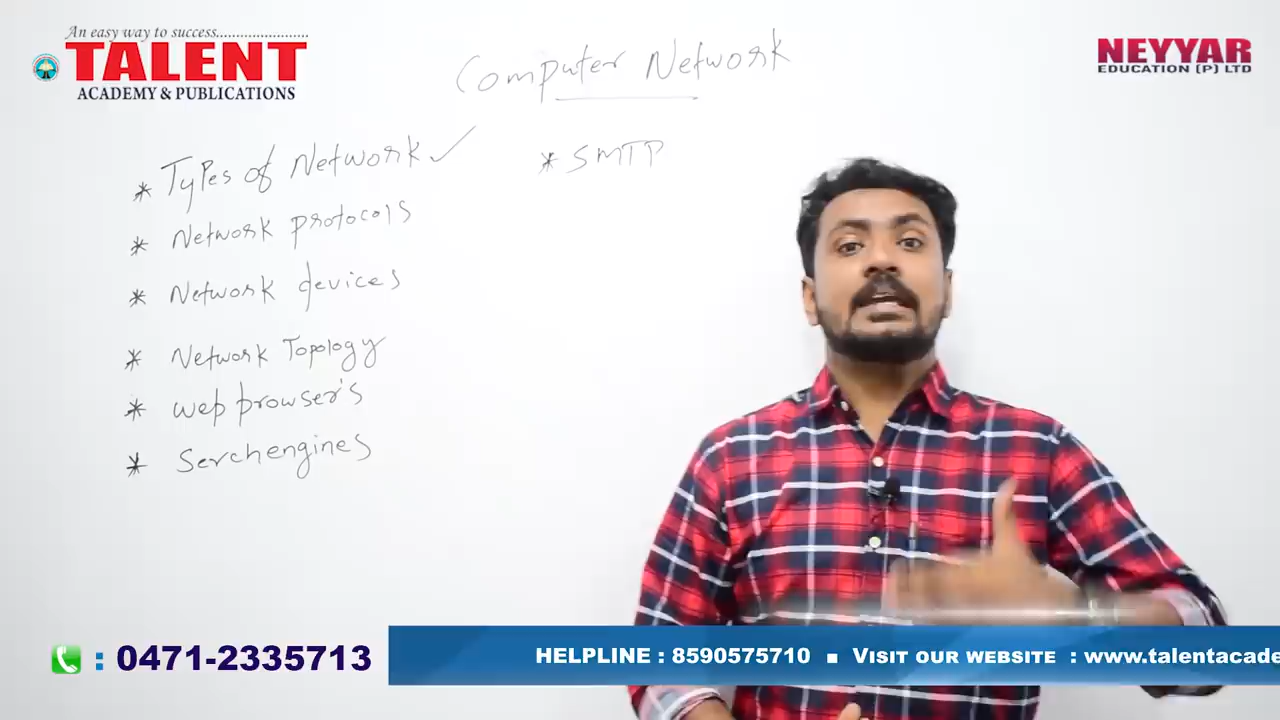 An easy way to success......................
TALENT
ACADEMY & PUBLICATIONS
NEYYAR
EDUCATION (P) LTD
Computer Network
* Types of Network ✓
* Network protocols
* Network devices
* Network Topology
* web browser's
* Serchengines
* SMTP
: 0471-2335713
HELPLINE : 8590575710 ▪ VISIT OUR WEBSITE : www.talentacade